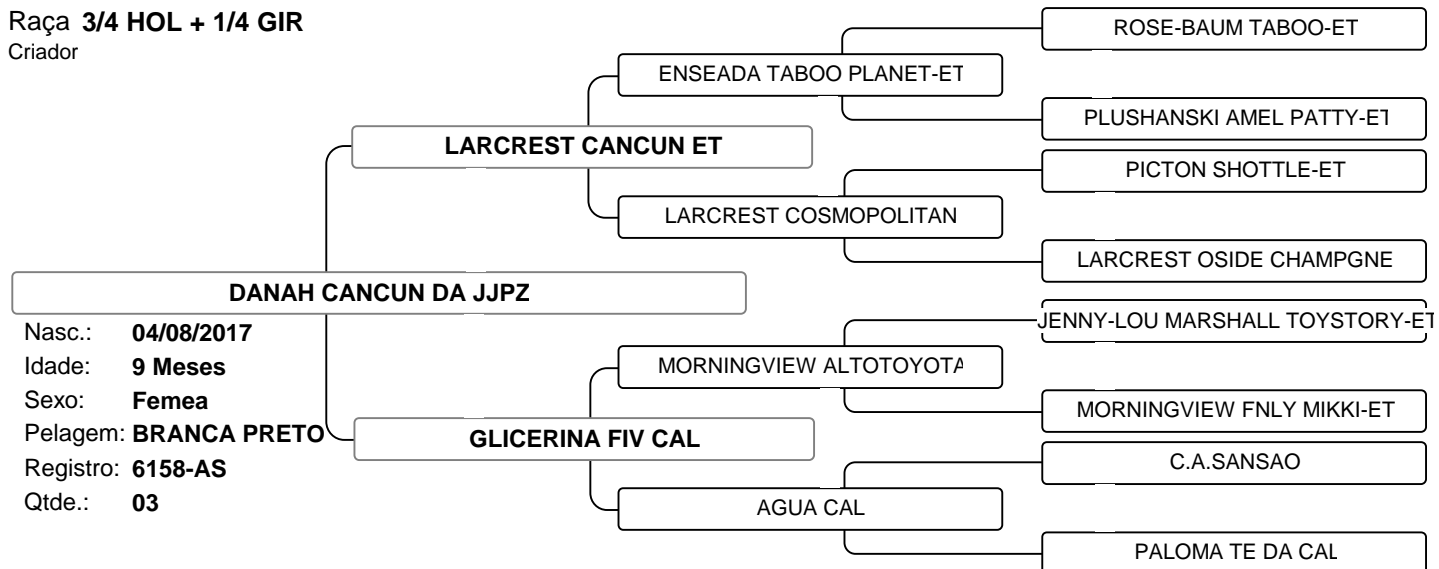 Raça 3/4 HOL + 1/4 GIR
Criador
ROSE-BAUM TABOO-ET
ENSEADA TABOO PLANET-ET
PLUSHANSKI AMEL PATTY-ET
LARCREST CANCUN ET
PICTON SHOTTLE-ET
LARCREST COSMOPOLITAN
LARCREST OSIDE CHAMPGNE
DANAH CANCUN DA JJPZ
Nasc.: 04/08/2017
Idade: 9 Meses
Sexo: Femea
Pelagem: BRANCA PRETO
Registro: 6158-AS
Qtde.: 03
JENNY-LOU MARSHALL TOYSTORY-ET
MORNINGVIEW ALTOTOYOTA
MORNINGVIEW FNLY MIKKI-ET
GLICERINA FIV CAL
C.A.SANSAO
AGUA CAL
PALOMA TE DA CAL